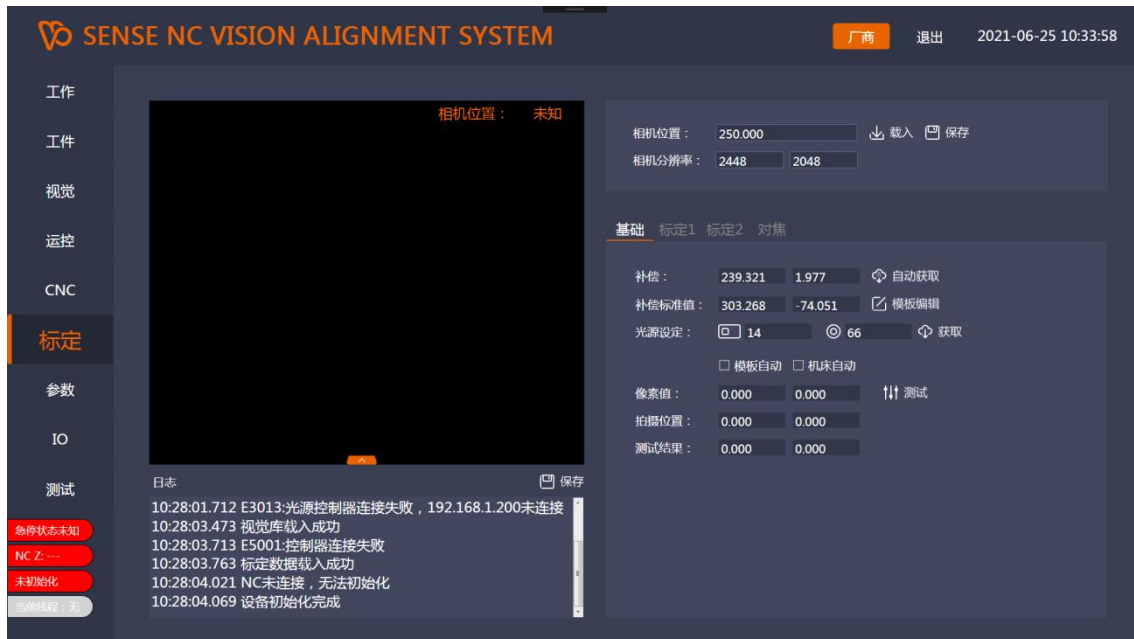 SENSE NC VISION ALIGNMENT SYSTEM
厂商 退出 2021-06-25 10:33:58
工作
工件
视觉
运控
CNC
标定
参数
IO
测试
急停状态未知
NC Z: ---
未初始化
当前线程：无
相机位置： 未知
日志 保存
10:28:01.712 E3013:光源控制器连接失败，192.168.1.200未连接
10:28:03.473 视觉库载入成功
10:28:03.713 E5001:控制器连接失败
10:28:03.763 标定数据载入成功
10:28:04.021 NC未连接，无法初始化
10:28:04.069 设备初始化完成
相机位置： 250.000 载入 保存
相机分辨率： 2448 2048
基础 标定1 标定2 对焦
补偿： 239.321 1.977 自动获取
补偿标准值： 303.268 -74.051 模板编辑
光源设定： 14 66 获取
模板自动 机床自动
像素值： 0.000 0.000 测试
拍摄位置： 0.000 0.000
测试结果： 0.000 0.000